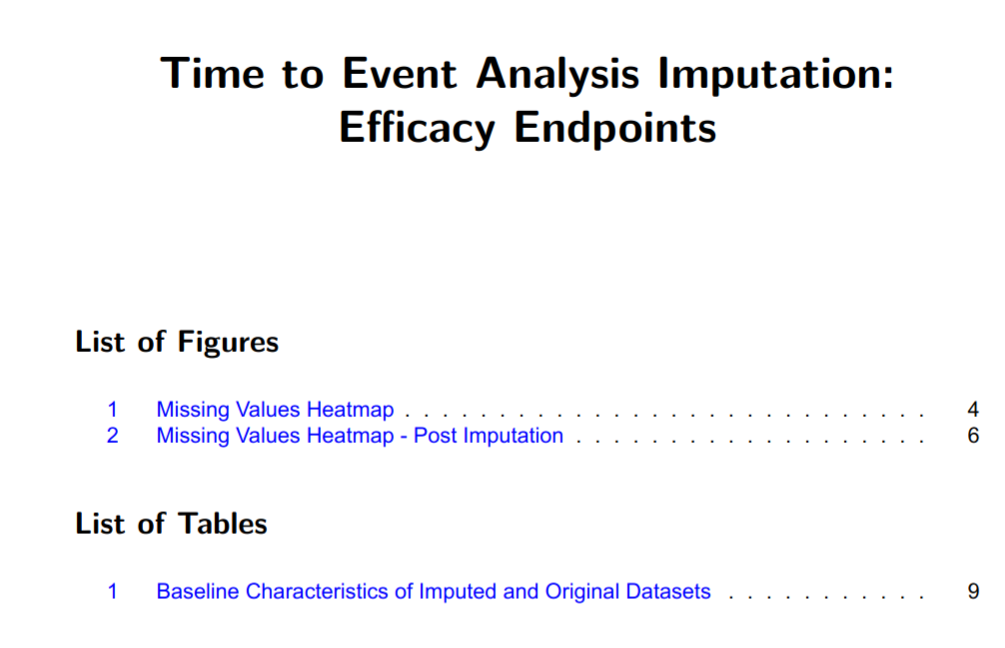 Time to Event Analysis Imputation:
Efficacy Endpoints
List of Figures
1 Missing Values Heatmap . . . . . . . . . . . . . . . . . . . . . . . . . . . . 4
2 Missing Values Heatmap - Post Imputation . . . . . . . . . . . . . . . . . . . 6
List of Tables
1 Baseline Characteristics of Imputed and Original Datasets . . . . . . . . . . . 9